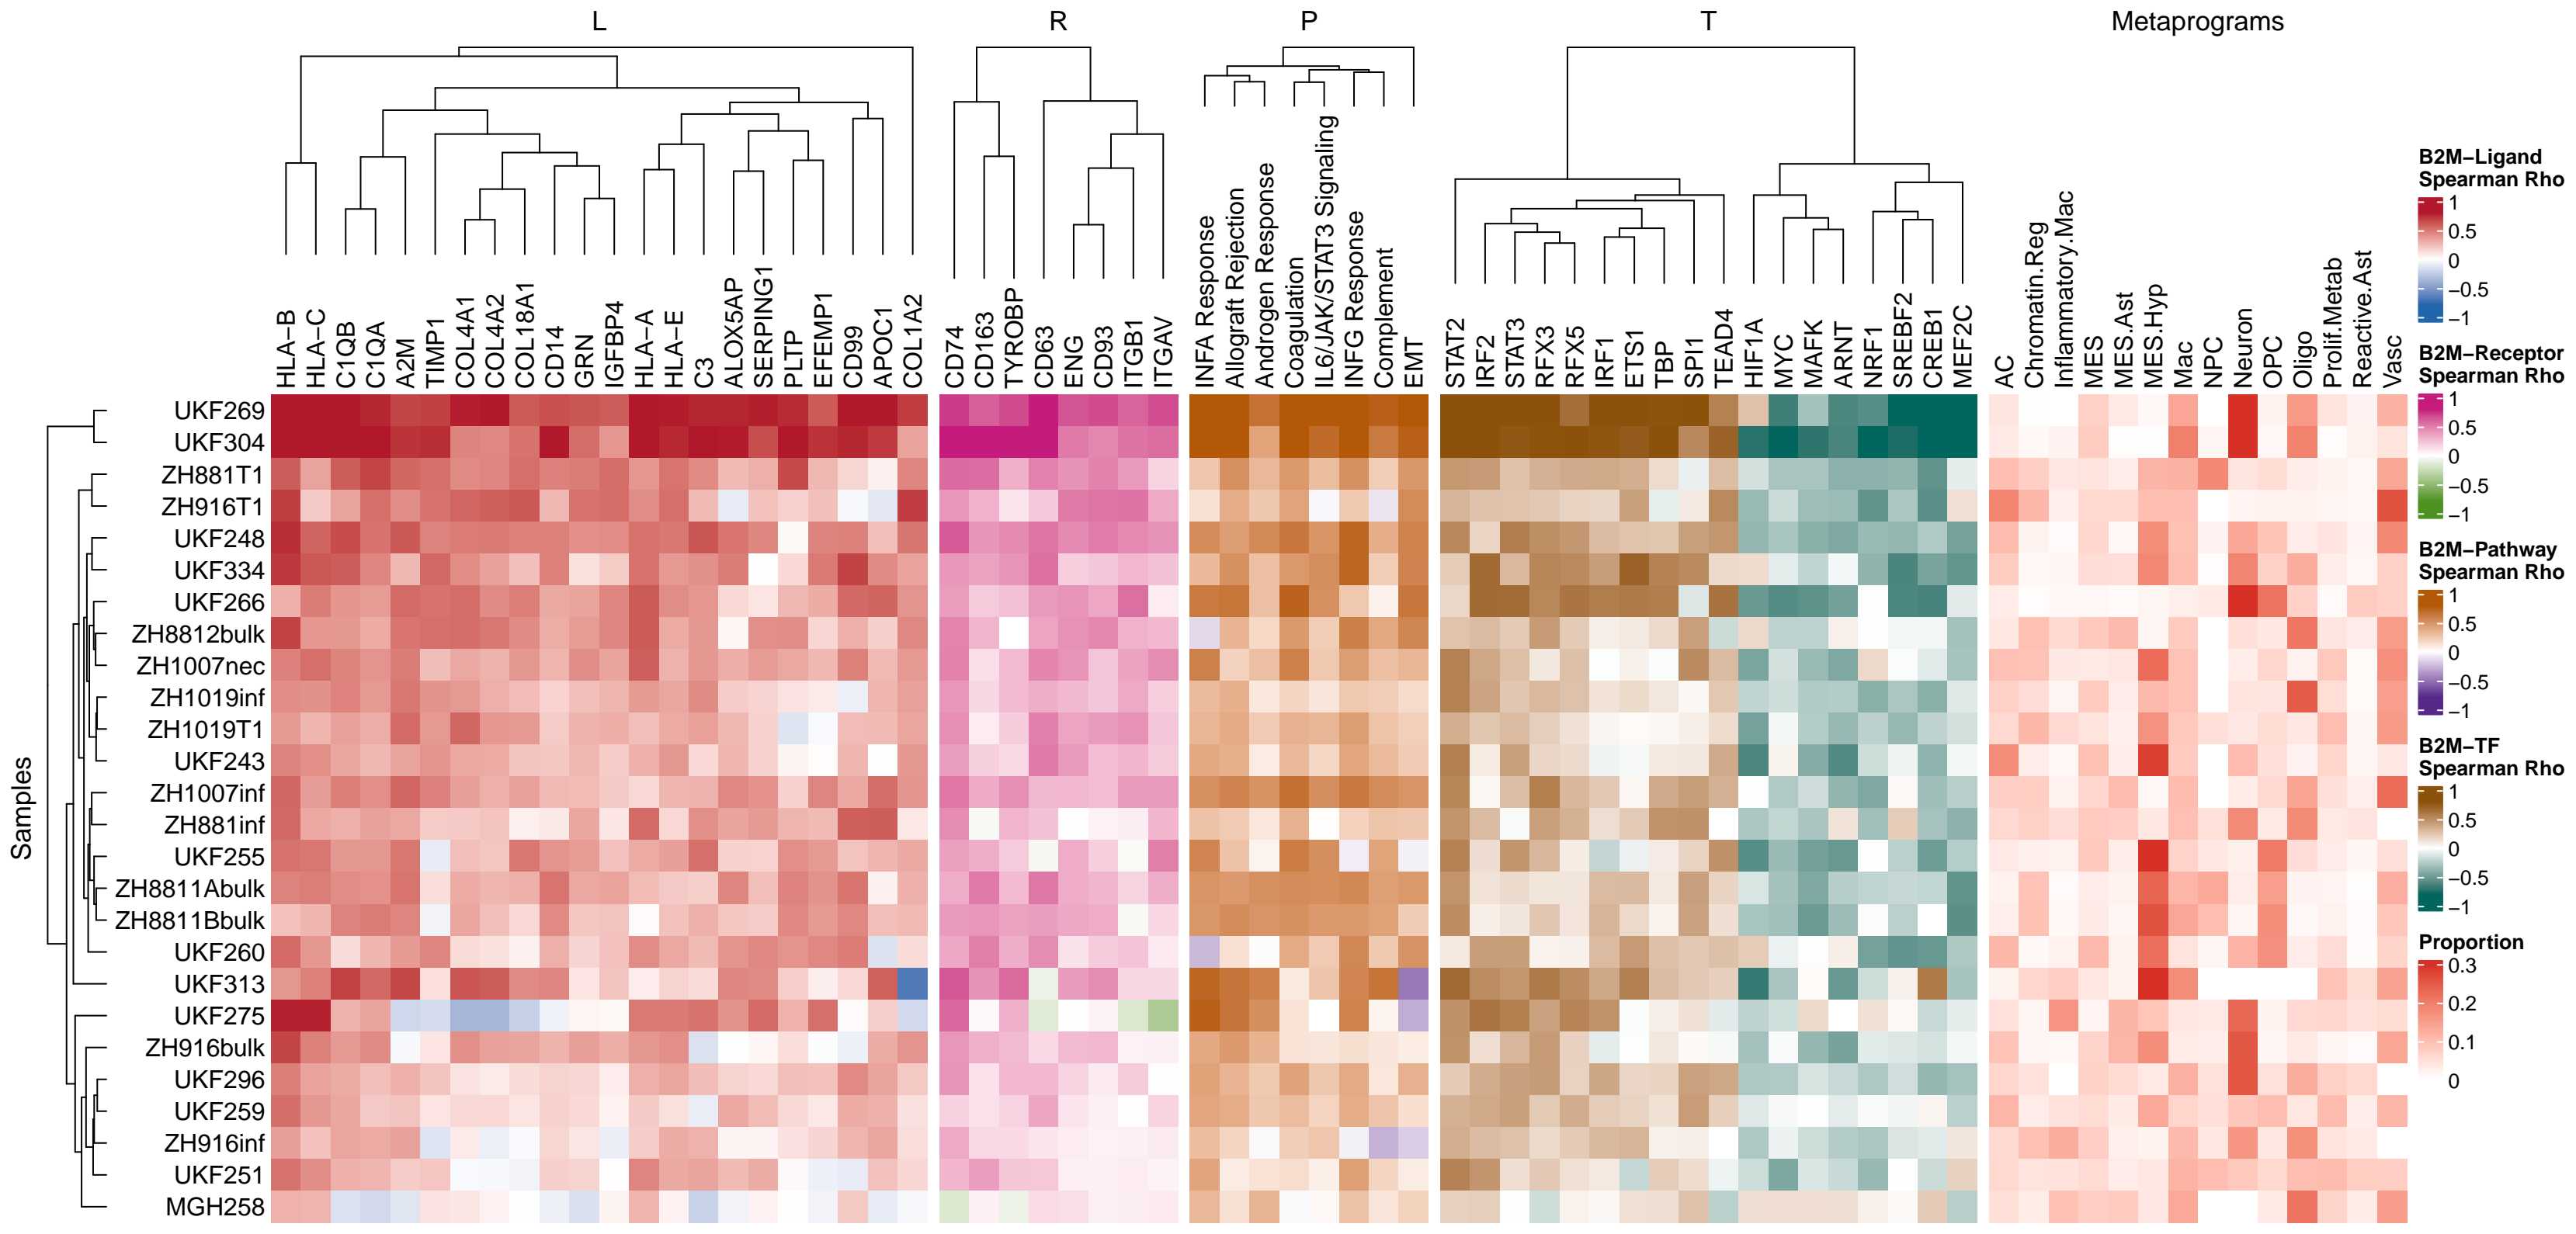 L
R
P
T
Metaprograms
HLA−B
HLA−C
C1QB
C1QA
A2M
TIMP1
COL4A1
COL4A2
COL18A1
CD14
GRN
IGFBP4
HLA−A
HLA−E
C3
ALOX5AP
SERPING1
PLTP
EFEMP1
CD99
APOC1
COL1A2
CD74
CD163
TYROBP
CD63
ENG
CD93
ITGB1
ITGAV
INFA Response
Allograft Rejection
Androgen Response
Coagulation
IL6/JAK/STAT3 Signaling
INFG Response
Complement
EMT
STAT2
IRF2
STAT3
RFX3
RFX5
IRF1
ETS1
TBP
SPI1
TEAD4
HIF1A
MYC
MAFK
ARNT
NRF1
SREBF2
CREB1
MEF2C
AC
Chromatin.Reg
Inflammatory.Mac
MES
MES.Ast
MES.Hyp
Mac
NPC
Neuron
OPC
Oligo
Prolif.Metab
Reactive.Ast
Vasc
Samples
UKF269
UKF304
ZH881T1
ZH916T1
UKF248
UKF334
UKF266
ZH8812bulk
ZH1007nec
ZH1019inf
ZH1019T1
UKF243
ZH1007inf
ZH881inf
UKF255
ZH8811Abulk
ZH8811Bbulk
UKF260
UKF313
UKF275
ZH916bulk
UKF296
UKF259
ZH916inf
UKF251
MGH258
B2M−Ligand
Spearman Rho
1
0.5
0
−0.5
−1
B2M−Receptor
Spearman Rho
1
0.5
0
−0.5
−1
B2M−Pathway
Spearman Rho
1
0.5
0
−0.5
−1
B2M−TF
Spearman Rho
1
0.5
0
−0.5
−1
Proportion
0.3
0.2
0.1
0